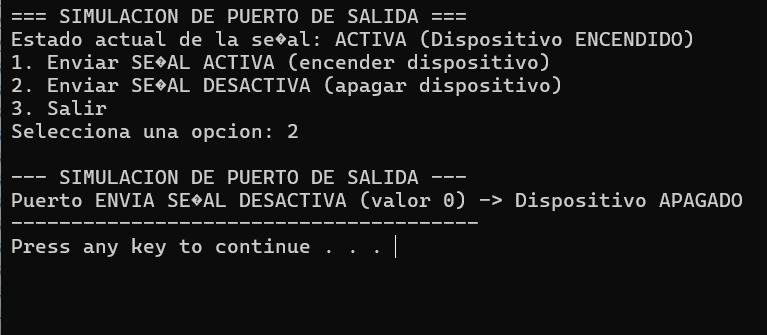 === SIMULACION DE PUERTO DE SALIDA ===
Estado actual de la se�al: ACTIVA (Dispositivo ENCENDIDO)
1. Enviar SE�AL ACTIVA (encender dispositivo)
2. Enviar SE�AL DESACTIVA (apagar dispositivo)
3. Salir
Selecciona una opcion: 2
--- SIMULACION DE PUERTO DE SALIDA ---
Puerto ENVIA SE�AL DESACTIVA (valor 0) -> Dispositivo APAGADO
---------------------------------------
Press any key to continue . . .